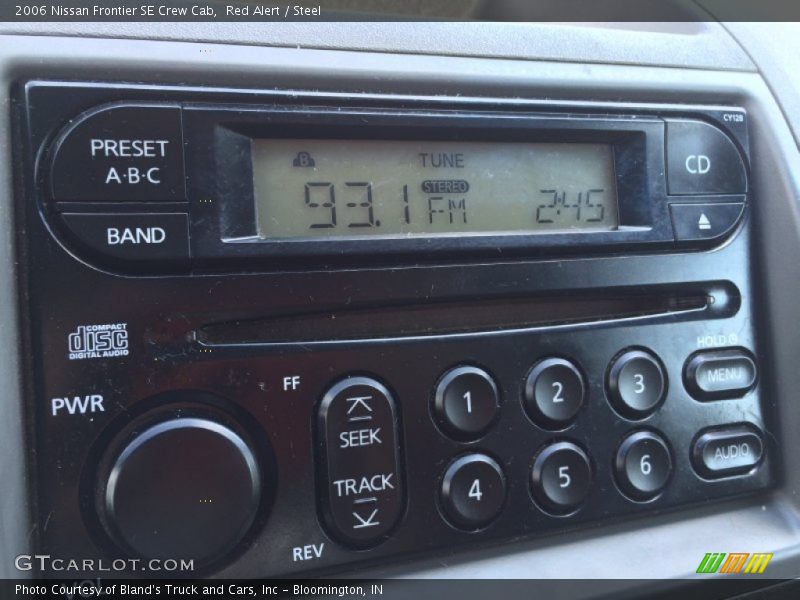 2006 Nissan Frontier SE Crew Cab,  Red Alert / Steel
CY12B
PRESET
A·B·C
B
TUNE
CD
93.1
STEREO
FM
2:45
BAND
COMPACT
disc
DIGITAL AUDIO
HOLD
PWR
FF
SEEK
TRACK
REV
1
2
3
MENU
4
5
6
AUDIO
VOL
GTCARLOT.COM
Photo Courtesy of Bland's Truck and Cars, Inc - Bloomington, IN